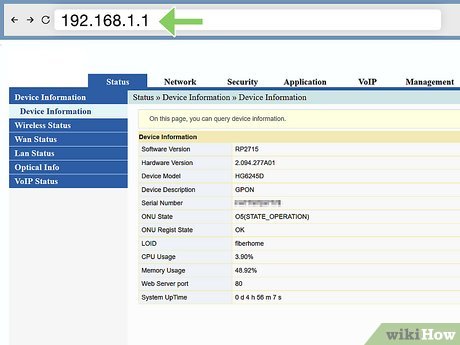 192.168.1.1
Status Network Security Application VoIP Management
Device Information
Device Information
Wireless Status
Wan Status
Lan Status
Optical Info
VoIP Status
Status » Device Information » Device Information
On this page, you can query device information.
Device Information
Software Version RP2715
Hardware Version 2.094.277A01
Device Model HG6245D
Device Description GPON
Serial Number
ONU State O5(STATE_OPERATION)
ONU Regist State OK
LOID fiberhome
CPU Usage 3.90%
Memory Usage 48.92%
Web Server port 80
System UpTime 0 d 4 h 56 m 7 s
wikiHow